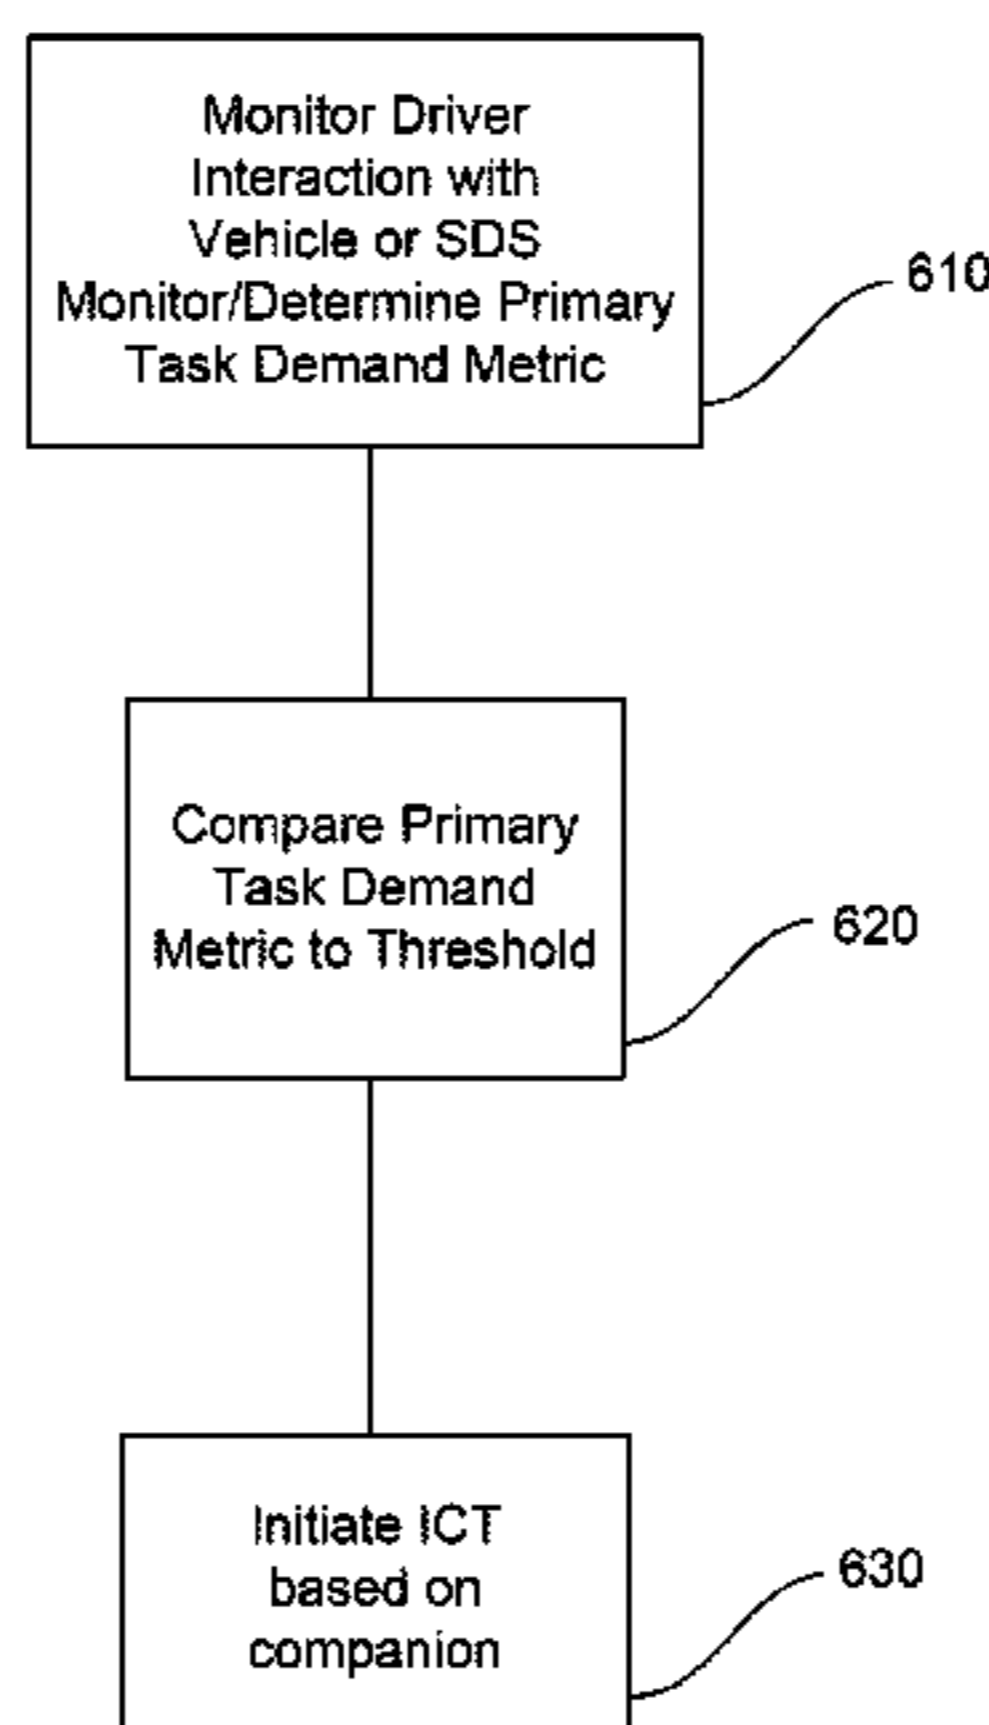 Monitor Driver
Interaction with
Vehicle or SDS
Monitor/Determine Primary
Task Demand Metric
610
Compare Primary
Task Demand
Metric to Threshold
620
Initiate ICT
based on
companion
630